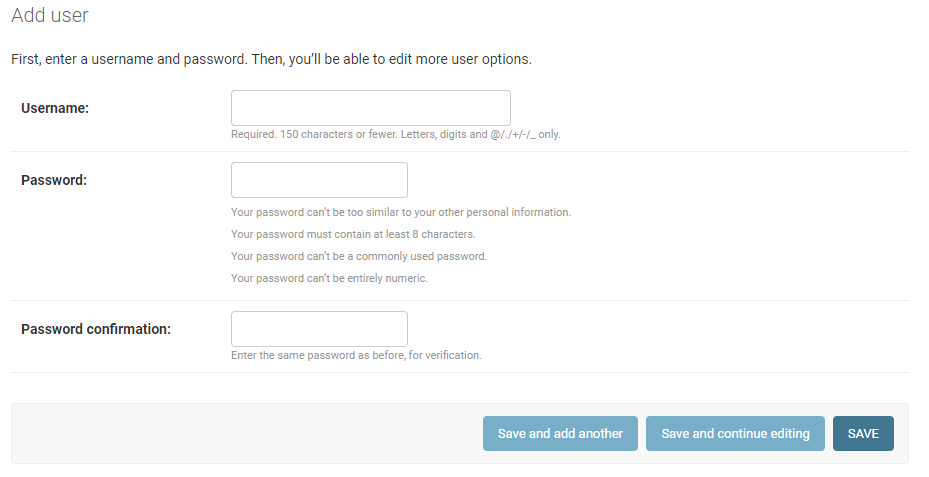 Add user
First, enter a username and password. Then, you’ll be able to edit more user options.
Username:
Required. 150 characters or fewer. Letters, digits and @/./+/-/_ only.
Password:
Your password can’t be too similar to your other personal information.
Your password must contain at least 8 characters.
Your password can’t be a commonly used password.
Your password can’t be entirely numeric.
Password confirmation:
Enter the same password as before, for verification.
Save and add another Save and continue editing SAVE